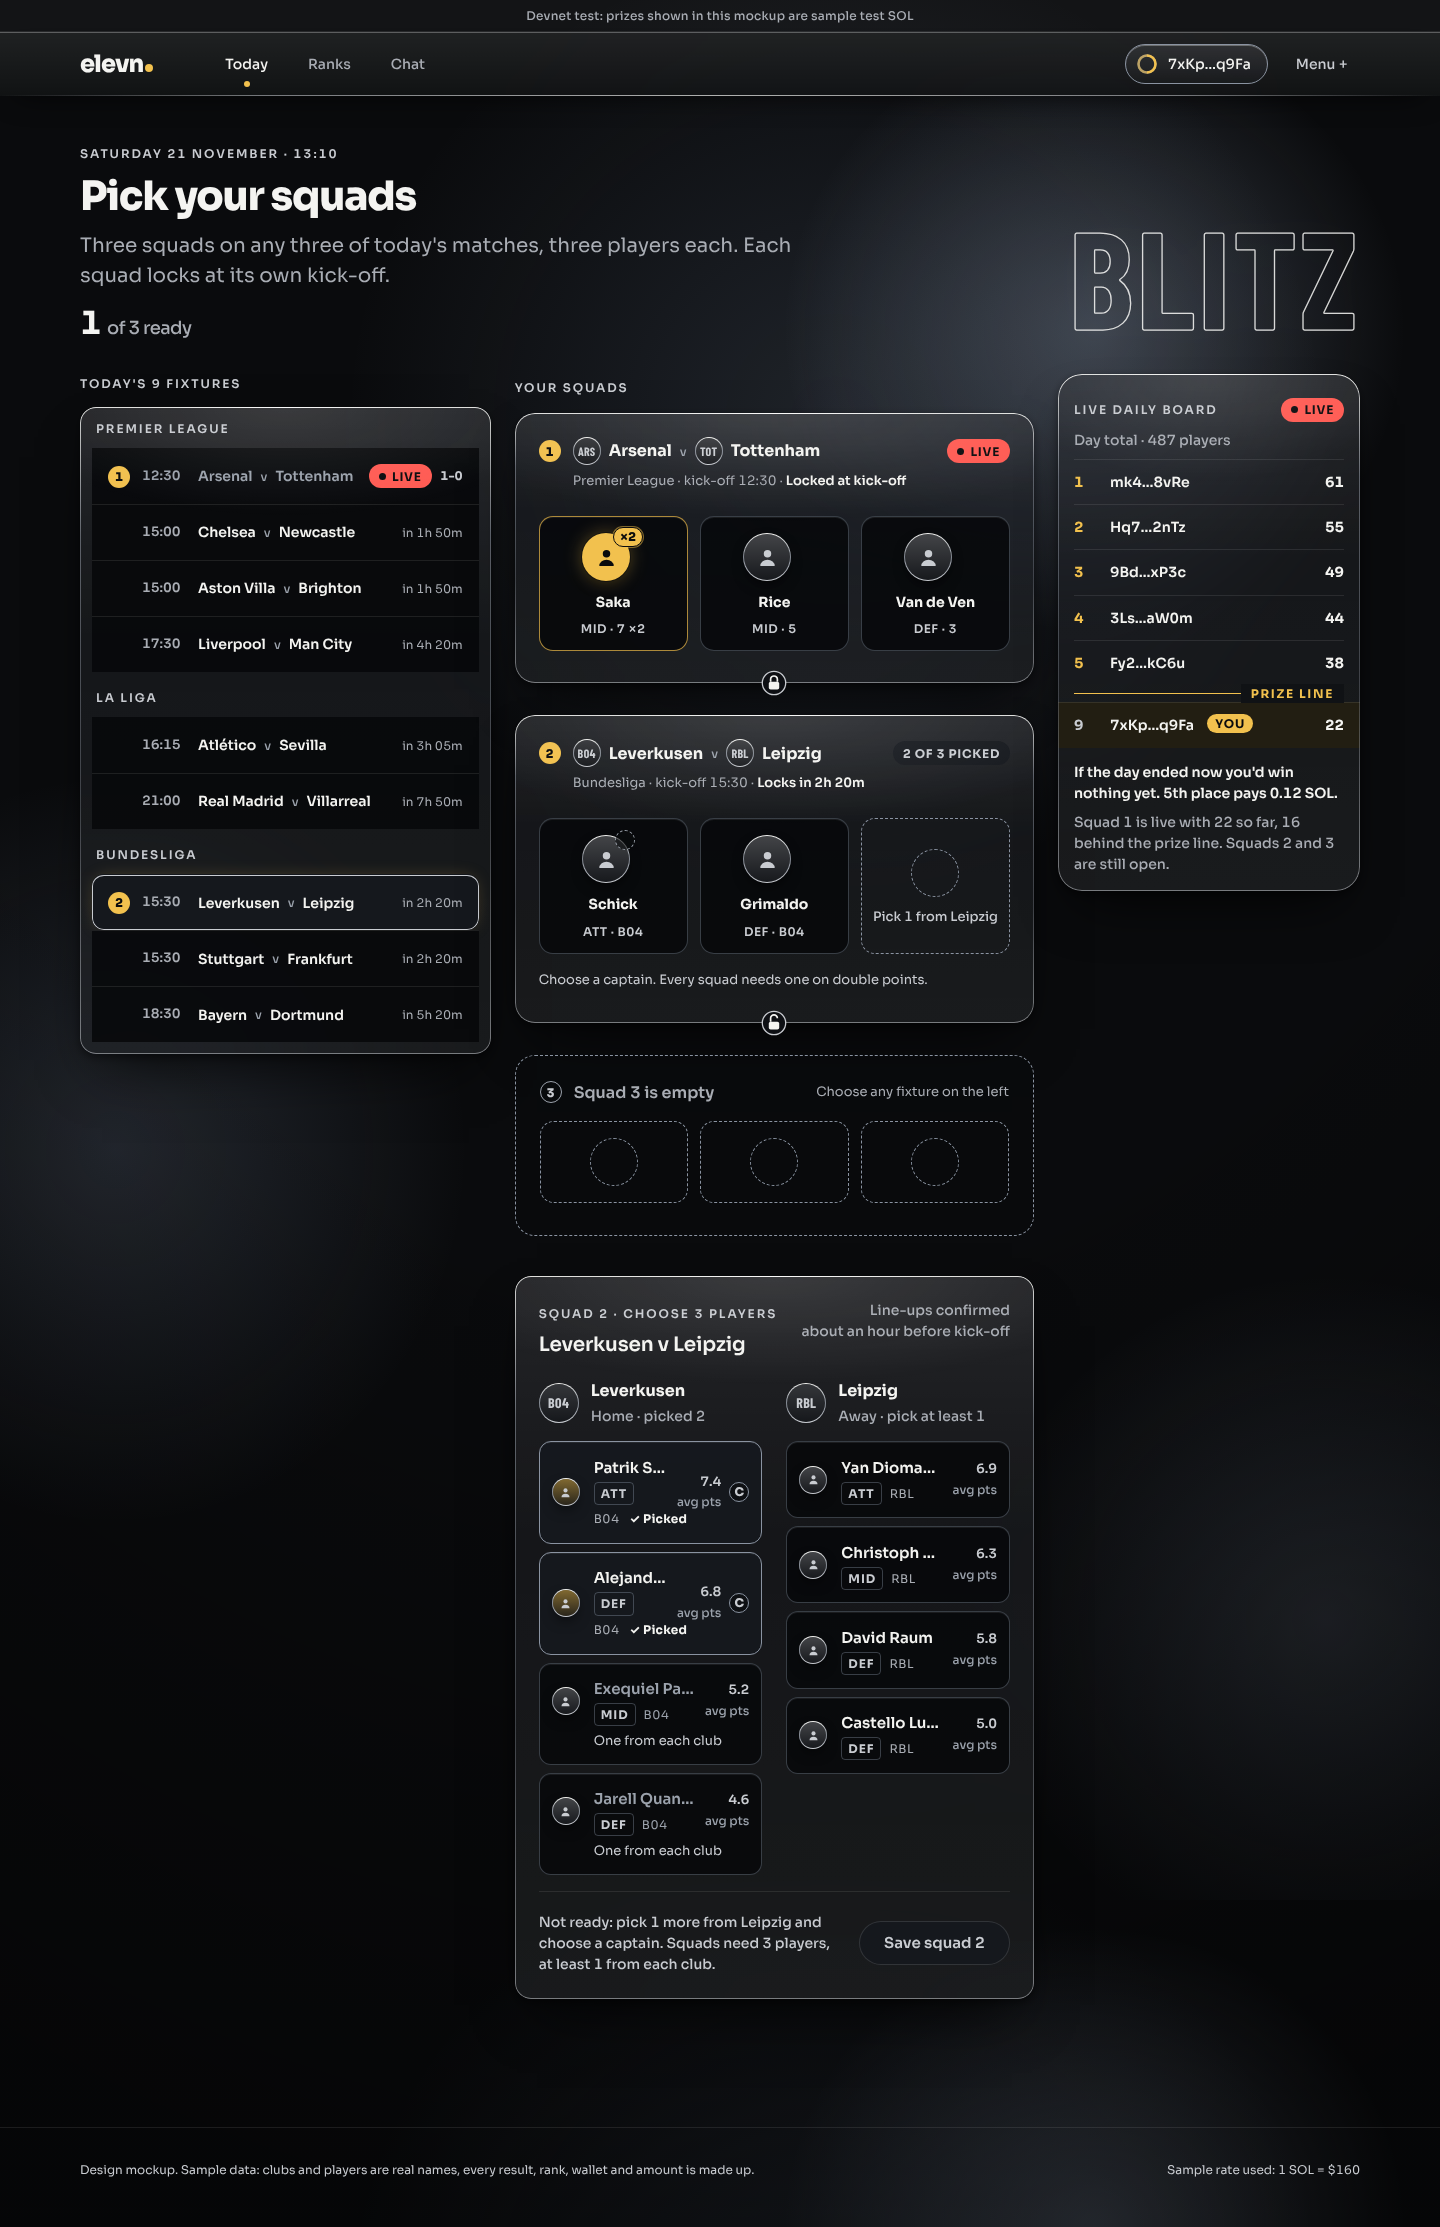 Devnet test: prizes shown in this mockup are sample test SOL
elevn.
Today
Ranks
Chat
7xKp...q9Fa
Menu +
SATURDAY 21 NOVEMBER · 13:10
Pick your squads
Three squads on any three of today's matches, three players each. Each
squad locks at its own kick-off.
1 of 3 ready
BLITZ
TODAY'S 9 FIXTURES
PREMIER LEAGUE
1 12:30 Arsenal v Tottenham LIVE 1-0
15:00 Chelsea v Newcastle in 1h 50m
15:00 Aston Villa v Brighton in 1h 50m
17:30 Liverpool v Man City in 4h 20m
LA LIGA
16:15 Atlético v Sevilla in 3h 05m
21:00 Real Madrid v Villarreal in 7h 50m
BUNDESLIGA
2 15:30 Leverkusen v Leipzig in 2h 20m
15:30 Stuttgart v Frankfurt in 2h 20m
18:30 Bayern v Dortmund in 5h 20m
YOUR SQUADS
1 ARS Arsenal v TOT Tottenham LIVE
Premier League · kick-off 12:30 · Locked at kick-off
×2
Saka
MID · 7 ×2
Rice
MID · 5
Van de Ven
DEF · 3
2 B04 Leverkusen v RBL Leipzig 2 OF 3 PICKED
Bundesliga · kick-off 15:30 · Locks in 2h 20m
Schick
ATT · B04
Grimaldo
DEF · B04
Pick 1 from Leipzig
Choose a captain. Every squad needs one on double points.
3 Squad 3 is empty Choose any fixture on the left
SQUAD 2 · CHOOSE 3 PLAYERS
Leverkusen v Leipzig
Line-ups confirmed
about an hour before kick-off
B04 Leverkusen
Home · picked 2
Patrik S... 7.4
ATT avg pts C
B04 ✓ Picked
Alejand... 6.8
DEF avg pts C
B04 ✓ Picked
Exequiel Pa... 5.2
MID B04 avg pts
One from each club
Jarell Quan... 4.6
DEF B04 avg pts
One from each club
RBL Leipzig
Away · pick at least 1
Yan Dioma... 6.9
ATT RBL avg pts
Christoph ... 6.3
MID RBL avg pts
David Raum 5.8
DEF RBL avg pts
Castello Lu... 5.0
DEF RBL avg pts
Not ready: pick 1 more from Leipzig and
choose a captain. Squads need 3 players,
at least 1 from each club.
Save squad 2
LIVE DAILY BOARD LIVE
Day total · 487 players
1 mk4...8vRe 61
2 Hq7...2nTz 55
3 9Bd...xP3c 49
4 3Ls...aW0m 44
5 Fy2...kC6u 38
PRIZE LINE
9 7xKp...q9Fa YOU 22
If the day ended now you'd win
nothing yet. 5th place pays 0.12 SOL.
Squad 1 is live with 22 so far, 16
behind the prize line. Squads 2 and 3
are still open.
Design mockup. Sample data: clubs and players are real names, every result, rank, wallet and amount is made up.
Sample rate used: 1 SOL = $160